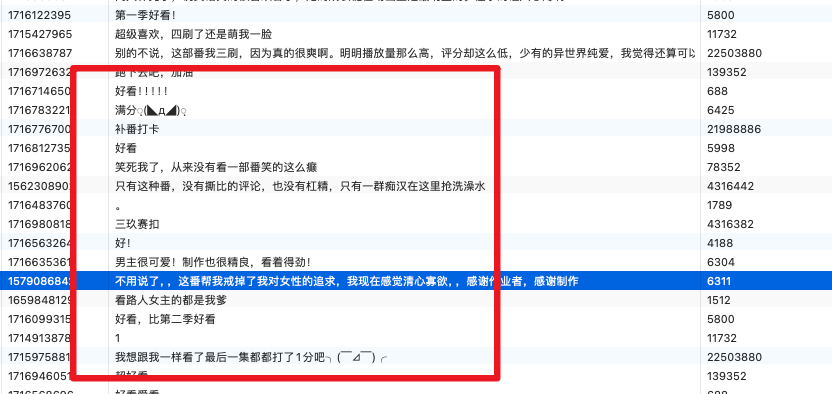 1716122395 第一季好看! 5800
1715427965 超级喜欢，四刷了还是萌我一脸 11732
1716638787 别的不说，这部番我三刷，因为真的很爽啊。明明播放量那么高，评分却这么低，少有的异世界纯爱，我觉得还算可以 22503880
1716972632 跑下去吧，加油 139352
1716714650 好看!!!!! 688
1716783221 满分 ̥(◣д◢) ̥ 6425
1716776700 补番打卡 21988886
1716812735 好看 5998
1716962062 笑死我了，从来没有看一部番笑的这么癫 78352
156230890 只有这种番，没有撕比的评论，也没有杠精，只有一群痴汉在这里抢洗澡水 4316442
1716483760 。 1789
1716980818 三玖赛扣 4316382
1716563264 好! 4188
1716635361 男主很可爱! 制作也很精良，看着得劲! 6304
157908684 不用说了，，这番帮我戒掉了我对女性的追求，我现在感觉清心寡欲，，感谢作业者，感谢制作 6311
1659848129 看路人女主的都是我爹 1512
1716099315 好看，比第二季好看 5800
1714913878 1 11732
1715975881 我想跟我一样看了最后一集都都打了1分吧╮(￣⊿￣)╭ 22503880
1716946051 超好看 139352